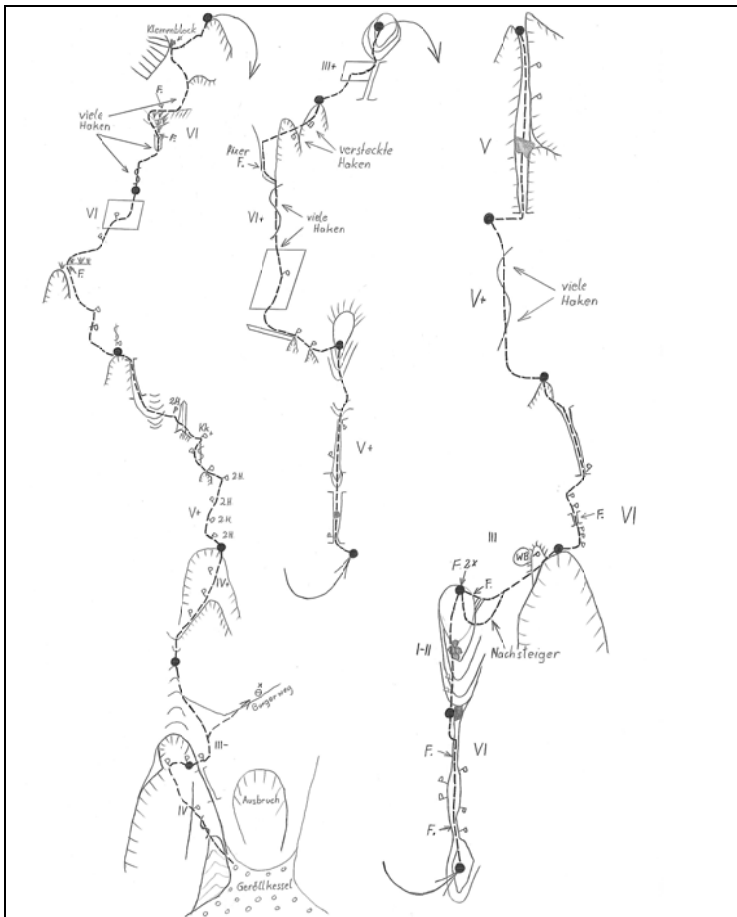 Klemmblock
F.
viele
Haken
F.
VI
VI
F.
2H.
KK
2H.
2H.
V+
2H.
2H.
IV+
Bürgerweg
III-
IV
Ausbruch
Geröllkessel
III+
versteckte
Haken
F.
VI+
viele
Haken
V+
V
V+
viele
Haken
F.
VI
III
WB
F. 2x
F.
Nachsteiger
I-II
F.
VI
F.